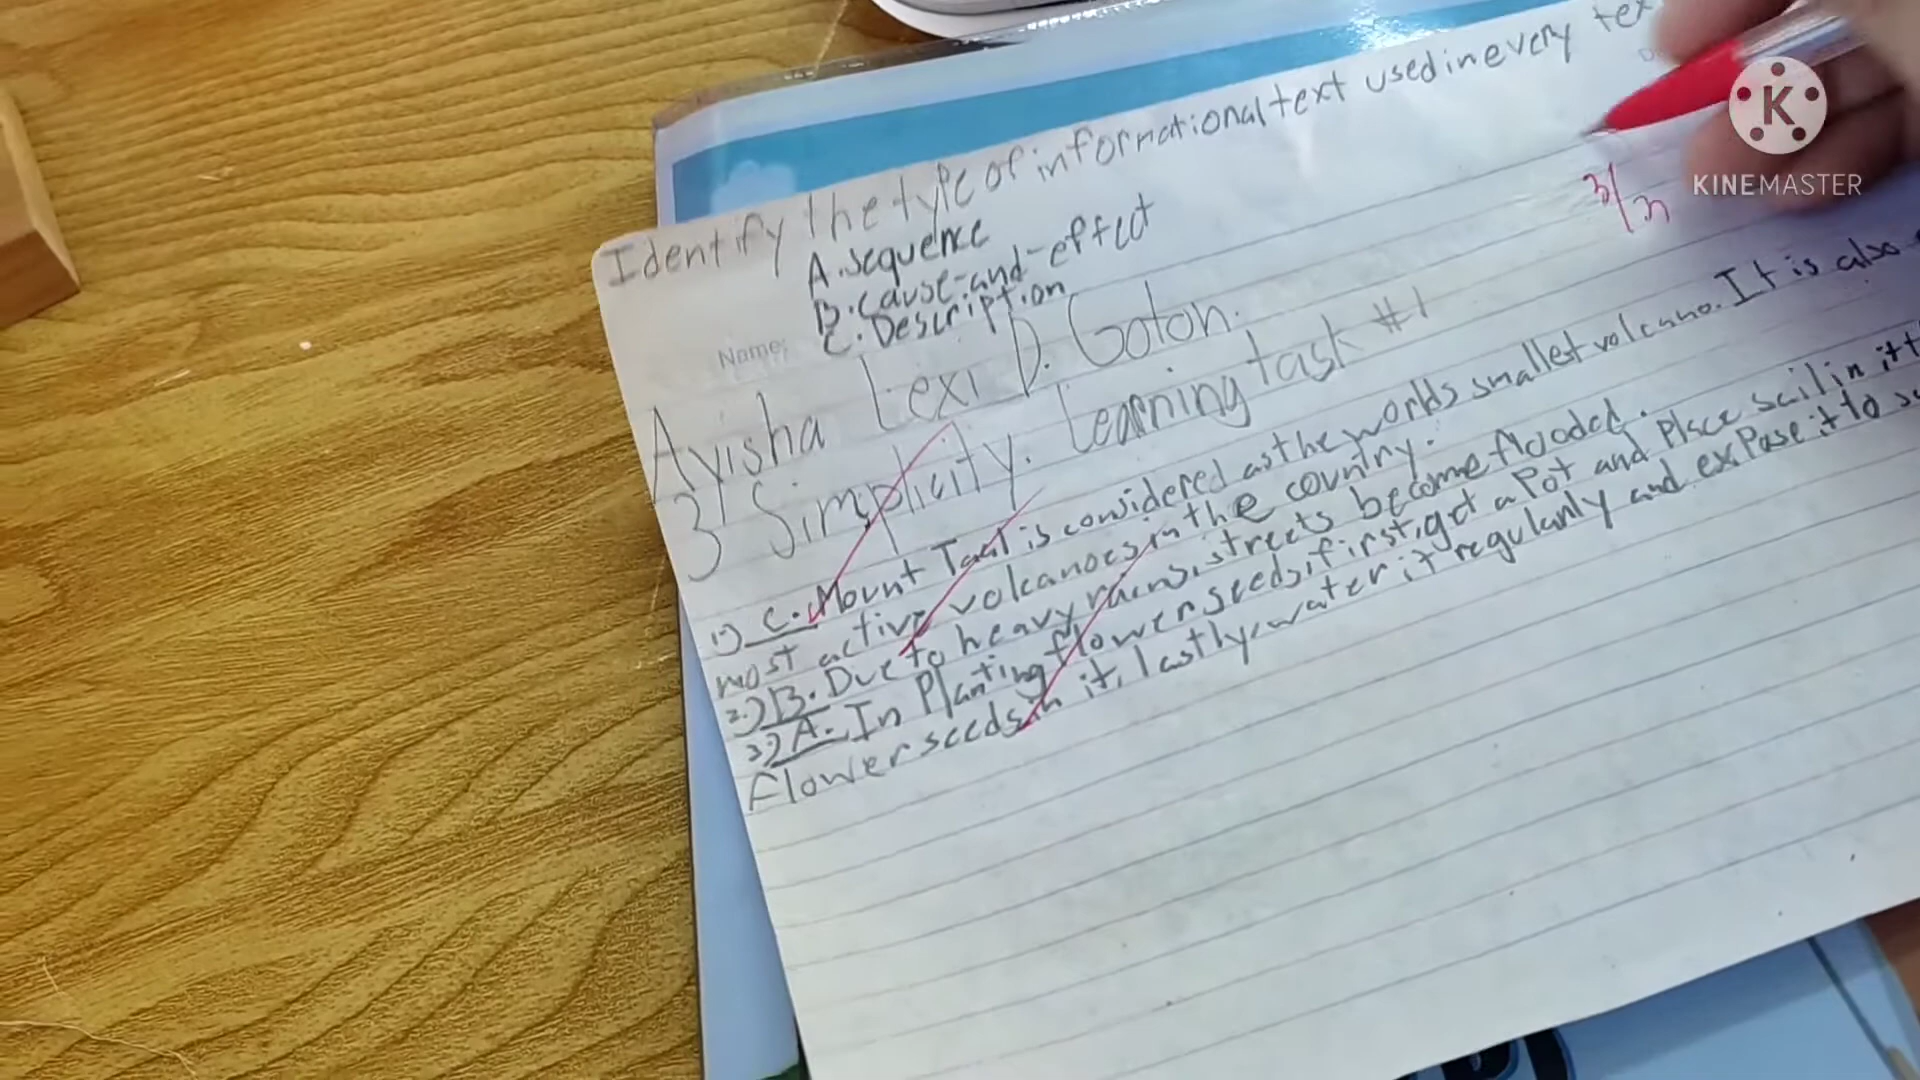 Identify the type of informational text used in every tex
A. Sequence
B. Cause-and-effect
C. Description
Name:
Ayisha Lexi D. Goton.
3 Simplicity. Learning task #1
3/3
1.) C. Mount Taal is considered as the worlds smallest volcano. It is also
most active volcanoes in the country.
2.) B. Due to heavy rains, streets become flooded.
3.) A. In Planting flower seeds, first, get a Pot and Place soil in it
Flower seeds in it, lastly, water it regularly and expose it to
K
KINEMASTER